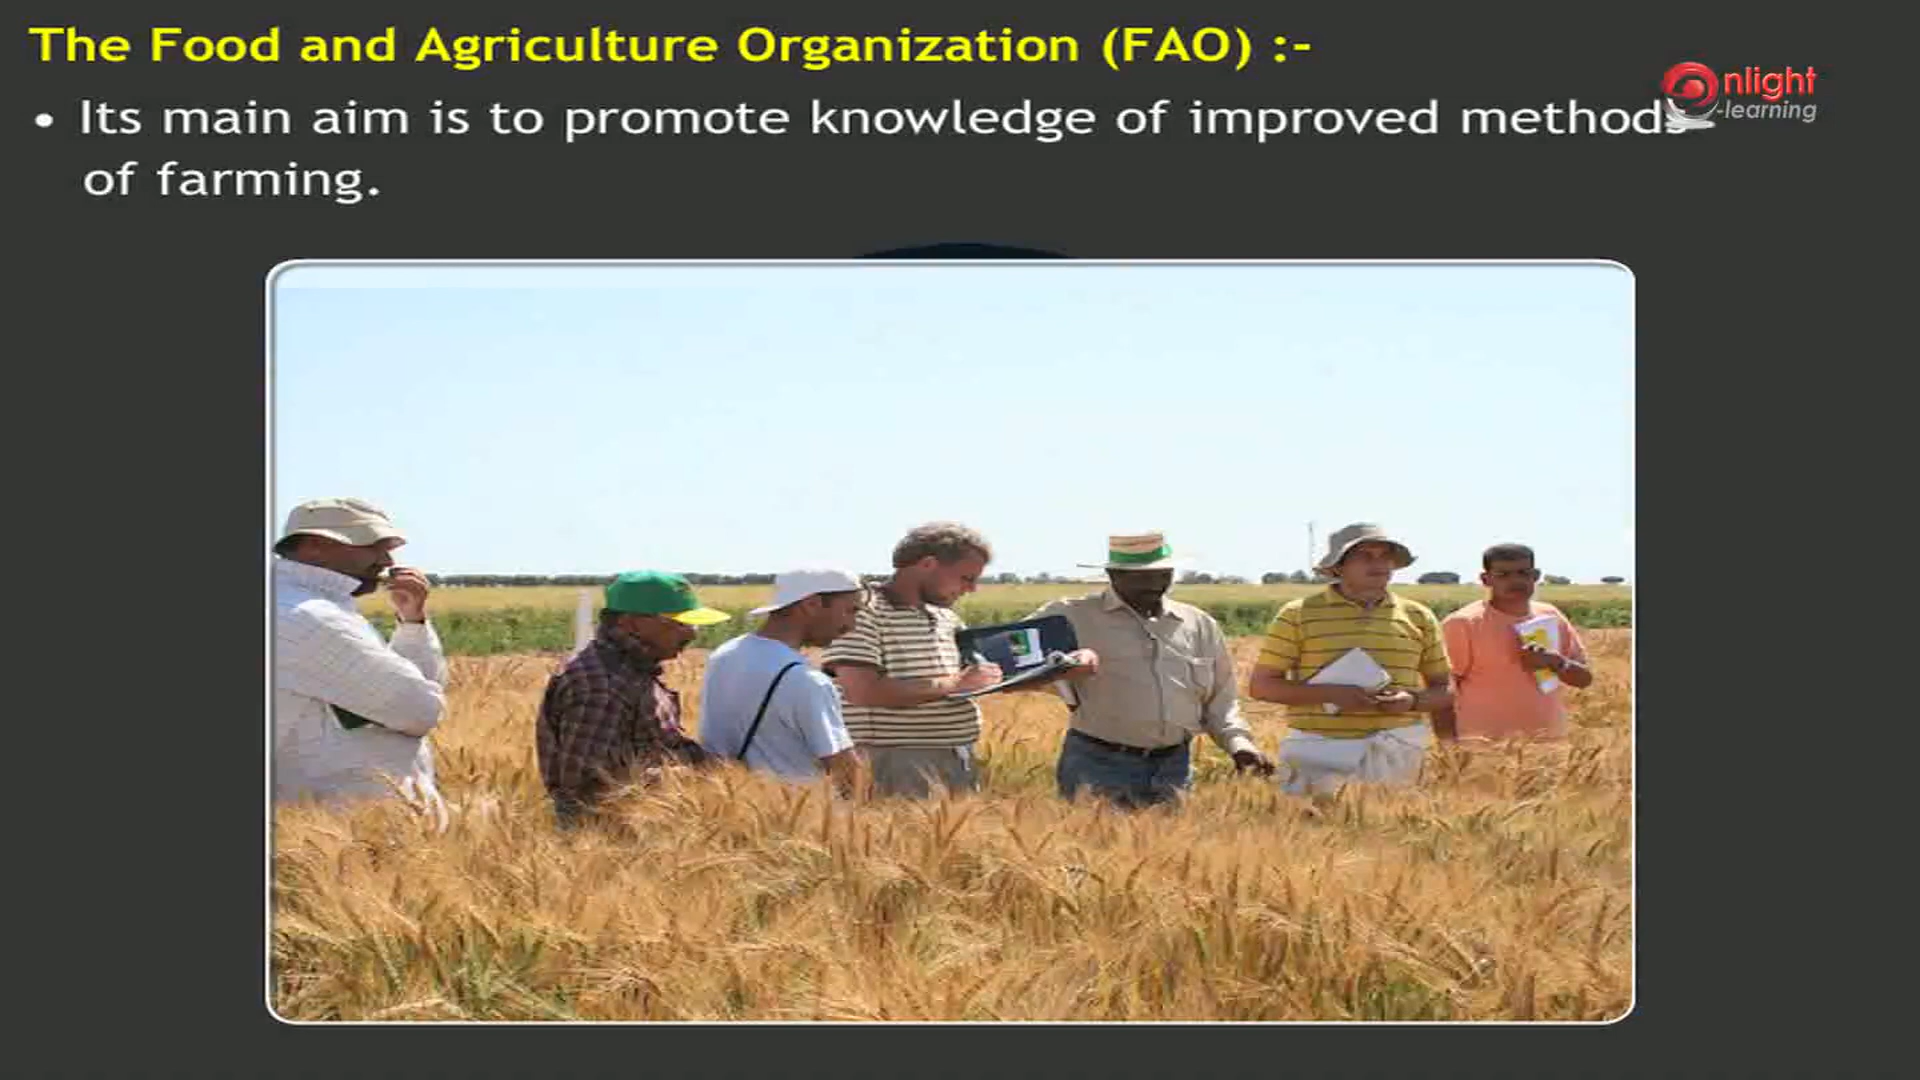 The Food and Agriculture Organization (FAO) :-
• Its main aim is to promote knowledge of improved methods
of farming.
nlight
-learning